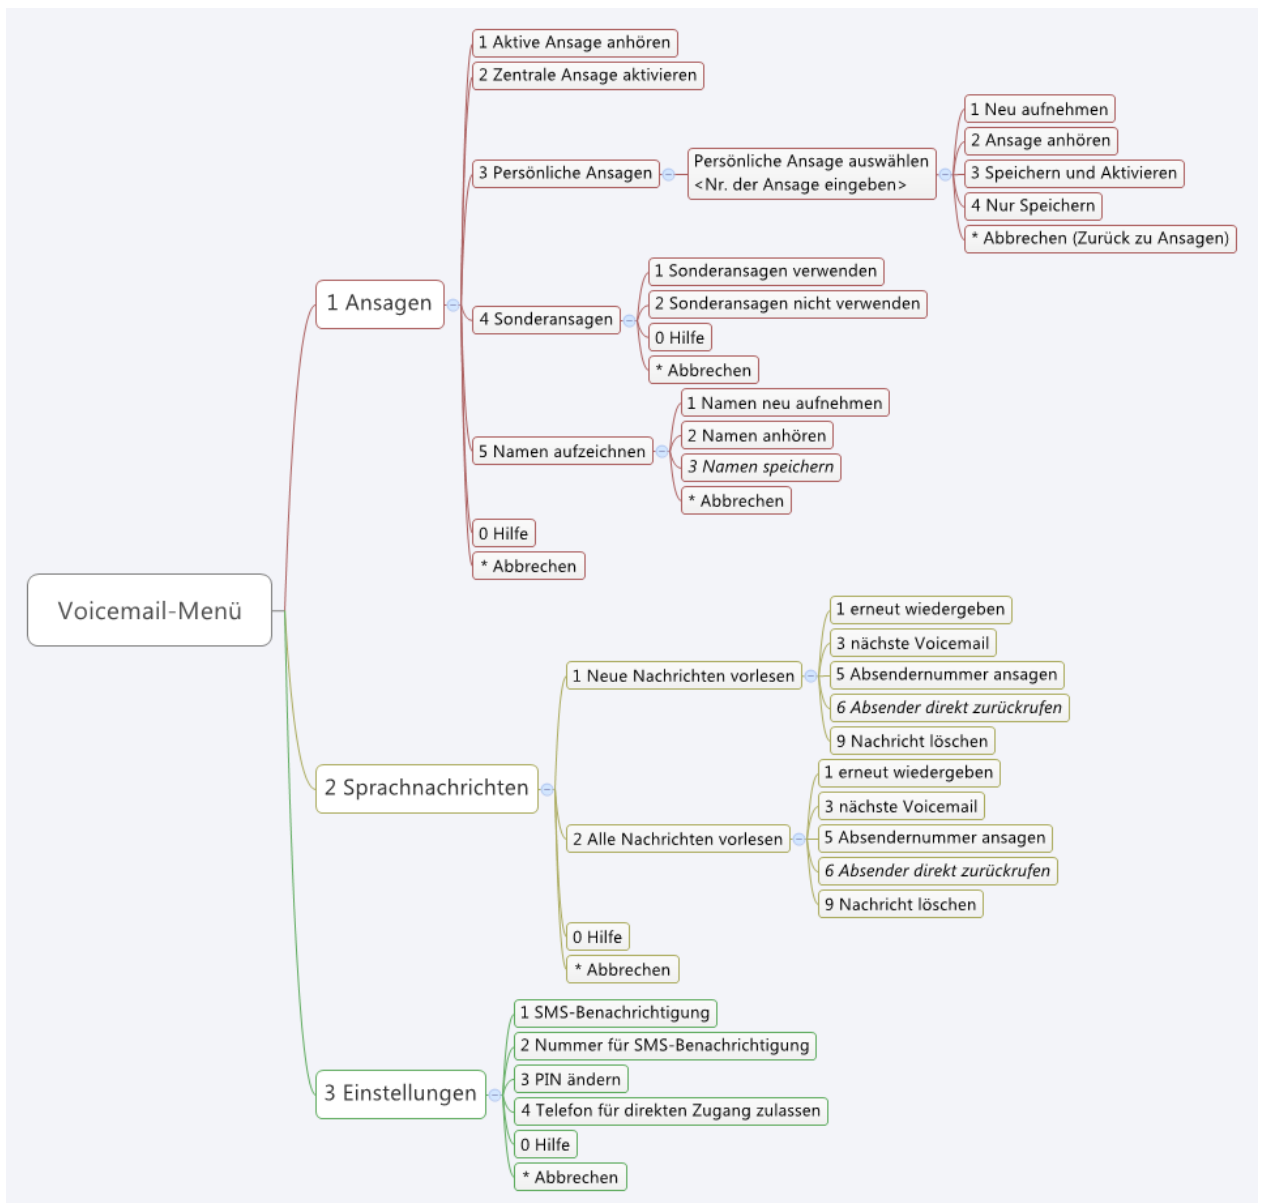 Voicemail-Menü
1 Ansagen
1 Aktive Ansage anhören
2 Zentrale Ansage aktivieren
3 Persönliche Ansagen
Persönliche Ansage auswählen
<Nr. der Ansage eingeben>
1 Neu aufnehmen
2 Ansage anhören
3 Speichern und Aktivieren
4 Nur Speichern
* Abbrechen (Zurück zu Ansagen)
4 Sonderansagen
1 Sonderansagen verwenden
2 Sonderansagen nicht verwenden
0 Hilfe
* Abbrechen
5 Namen aufzeichnen
1 Namen neu aufnehmen
2 Namen anhören
3 Namen speichern
* Abbrechen
0 Hilfe
* Abbrechen
2 Sprachnachrichten
1 Neue Nachrichten vorlesen
1 erneut wiedergeben
3 nächste Voicemail
5 Absendernummer ansagen
6 Absender direkt zurückrufen
9 Nachricht löschen
2 Alle Nachrichten vorlesen
1 erneut wiedergeben
3 nächste Voicemail
5 Absendernummer ansagen
6 Absender direkt zurückrufen
9 Nachricht löschen
0 Hilfe
* Abbrechen
3 Einstellungen
1 SMS-Benachrichtigung
2 Nummer für SMS-Benachrichtigung
3 PIN ändern
4 Telefon für direkten Zugang zulassen
0 Hilfe
* Abbrechen